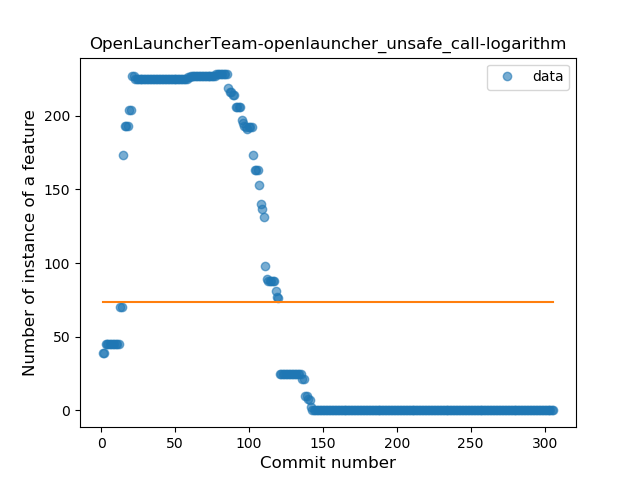 OpenLauncherTeam-openlauncher_unsafe_call-logarithm
data
Number of instance of a feature
200
150
100
50
0
0 50 100 150 200 250 300
Commit number